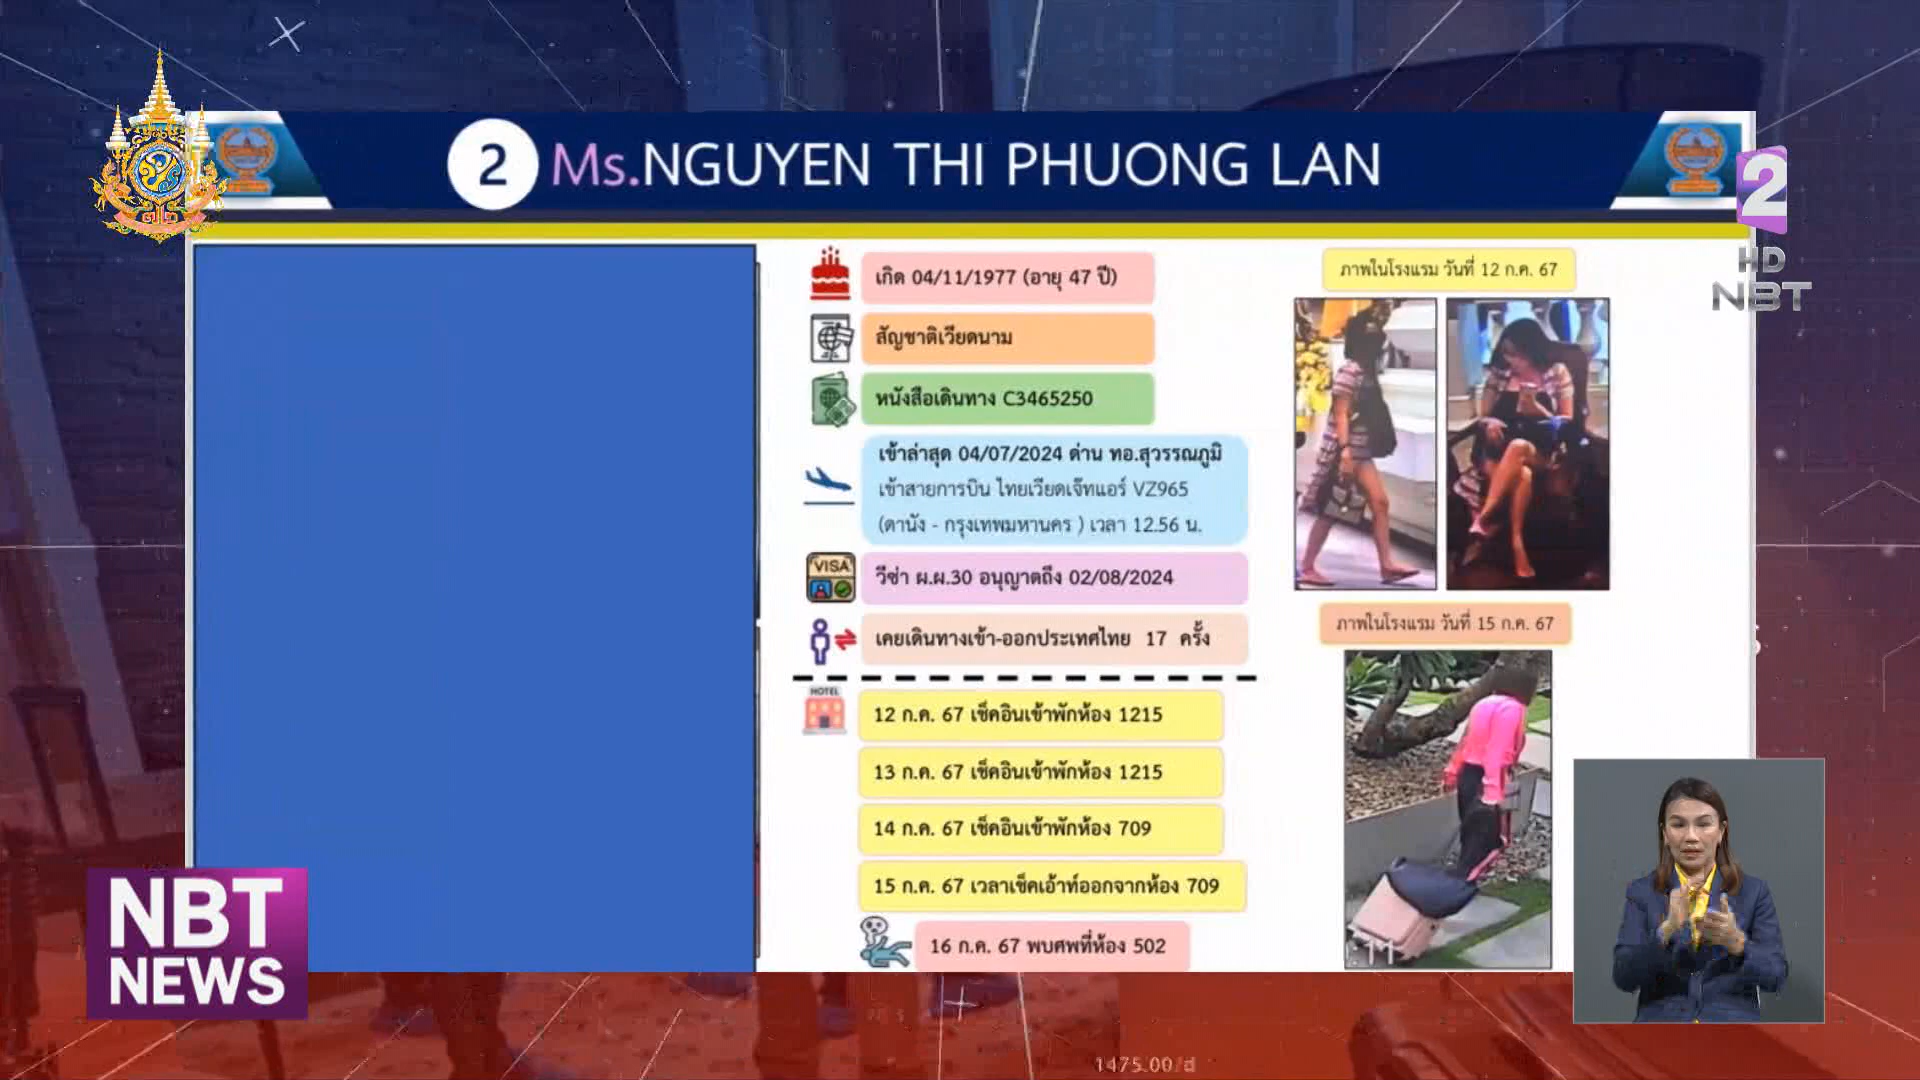 2 Ms.NGUYEN THI PHUONG LAN
2
HD
NBT
เกิด 04/11/1977 (อายุ 47 ปี)
สัญชาติเวียดนาม
หนังสือเดินทาง C3465250
เข้าล่าสุด 04/07/2024 ด่าน ทอ.สุวรรณภูมิ
เข้าสายการบิน ไทยเวียดเจ็ทแอร์ VZ965
(ดานัง - กรุงเทพมหานคร ) เวลา 12.56 น.
VISA
วีซ่า ผ.ผ.30 อนุญาตถึง 02/08/2024
เคยเดินทางเข้า-ออกประเทศไทย 17 ครั้ง
HOTEL
12 ก.ค. 67 เช็คอินเข้าพักห้อง 1215
13 ก.ค. 67 เช็คอินเข้าพักห้อง 1215
14 ก.ค. 67 เช็คอินเข้าพักห้อง 709
15 ก.ค. 67 เวลาเช็คเอ้าท์ออกจากห้อง 709
16 ก.ค. 67 พบศพที่ห้อง 502
ภาพในโรงแรม วันที่ 12 ก.ค. 67
ภาพในโรงแรม วันที่ 15 ก.ค. 67
:11
NBT
NEWS